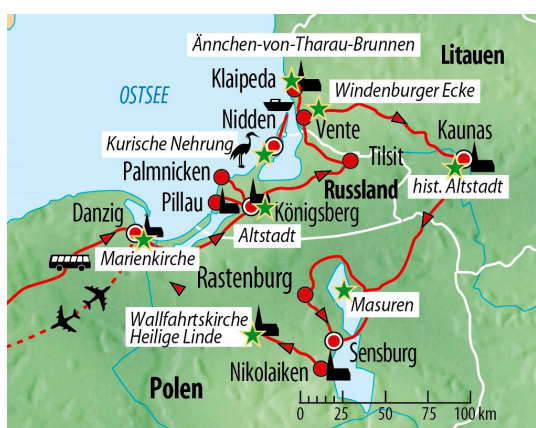 Ännchen-von-Tharau-Brunnen
Litauen
Klaipeda
OSTSEE
Windenburger Ecke
Nidden
Vente
Kaunas
Kurische Nehrung
Tilsit
Palmnicken
Russland
hist. Altstadt
Pillau
Danzig
Königsberg
Altstadt
Marienkirche
Rastenburg
Masuren
Wallfahrtskirche
Heilige Linde
Sensburg
Nikolaiken
Polen
0 25 50 75 100 km